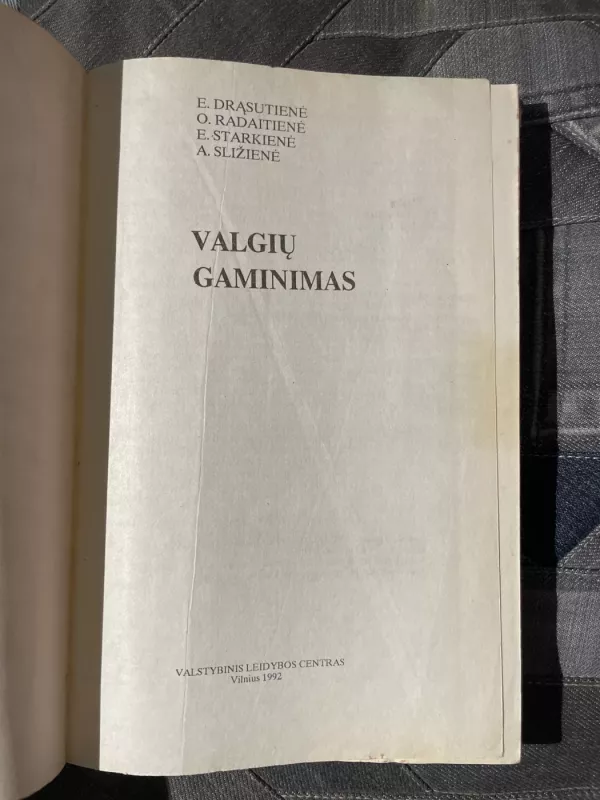 E. DRĄSUTIENĖ
O. RADAITIENĖ
E. STARKIENĖ
A. SLIŽIENĖ
VALGIŲ
GAMINIMAS
VALSTYBINIS LEIDYBOS CENTRAS
Vilnius 1992